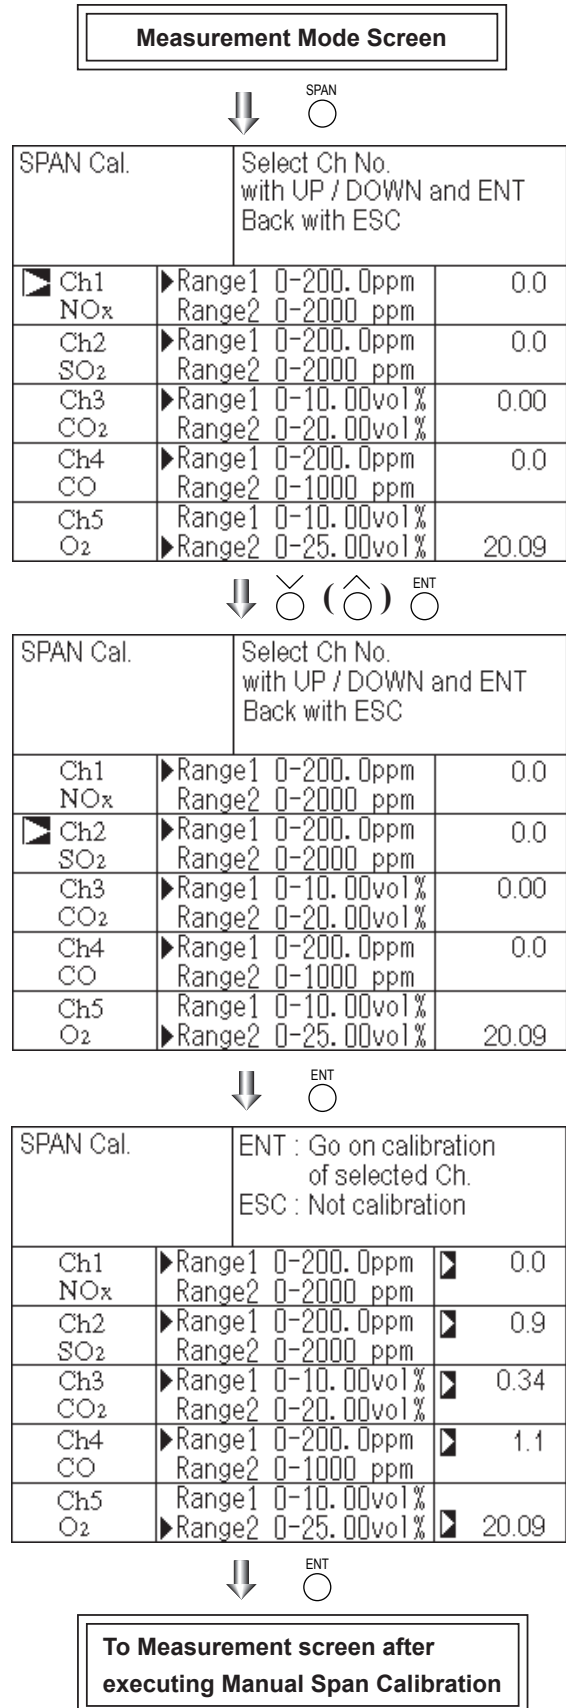 Measurement Mode Screen
SPAN
SPAN Cal.
Select Ch No.
with UP / DOWN and ENT
Back with ESC
Ch1 ▶Range1 0-200.0ppm 0.0
NOx Range2 0-2000 ppm
Ch2 ▶Range1 0-200.0ppm 0.0
SO2 Range2 0-2000 ppm
Ch3 ▶Range1 0-10.00vol% 0.00
CO2 Range2 0-20.00vol%
Ch4 ▶Range1 0-200.0ppm 0.0
CO Range2 0-1000 ppm
Ch5 Range1 0-10.00vol%
O2 ▶Range2 0-25.00vol% 20.09
( ) ENT
SPAN Cal.
Select Ch No.
with UP / DOWN and ENT
Back with ESC
Ch1 ▶Range1 0-200.0ppm 0.0
NOx Range2 0-2000 ppm
Ch2 ▶Range1 0-200.0ppm 0.0
SO2 Range2 0-2000 ppm
Ch3 ▶Range1 0-10.00vol% 0.00
CO2 Range2 0-20.00vol%
Ch4 ▶Range1 0-200.0ppm 0.0
CO Range2 0-1000 ppm
Ch5 Range1 0-10.00vol%
O2 ▶Range2 0-25.00vol% 20.09
ENT
SPAN Cal.
ENT : Go on calibration
of selected Ch.
ESC : Not calibration
Ch1 ▶Range1 0-200.0ppm 0.0
NOx Range2 0-2000 ppm
Ch2 ▶Range1 0-200.0ppm 0.9
SO2 Range2 0-2000 ppm
Ch3 ▶Range1 0-10.00vol% 0.34
CO2 Range2 0-20.00vol%
Ch4 ▶Range1 0-200.0ppm 1.1
CO Range2 0-1000 ppm
Ch5 Range1 0-10.00vol%
O2 ▶Range2 0-25.00vol% 20.09
ENT
To Measurement screen after
executing Manual Span Calibration